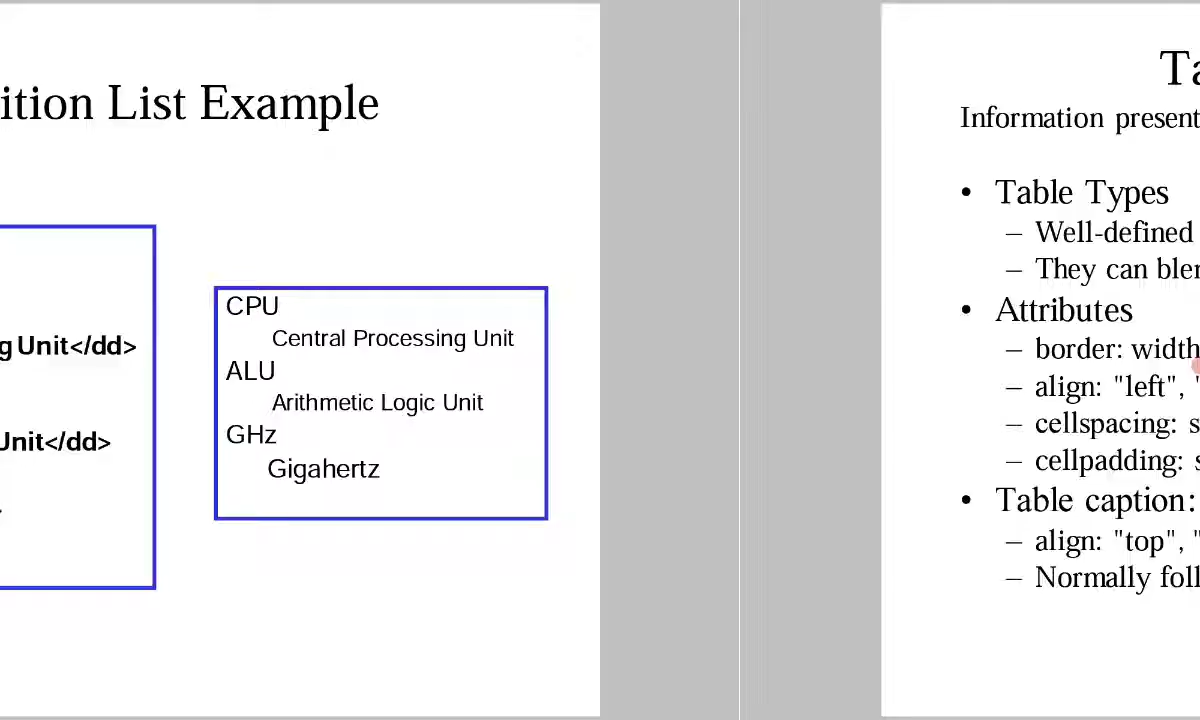 ition List Example
g Unit</dd>
Unit</dd>
CPU
Central Processing Unit
ALU
Arithmetic Logic Unit
GHz
Gigahertz
Ta
Information present
• Table Types
– Well-defined
– They can bler
• Attributes
– border: width
– align: "left", "
– cellspacing: s
– cellpadding: s
• Table caption:
– align: "top", "
– Normally foll